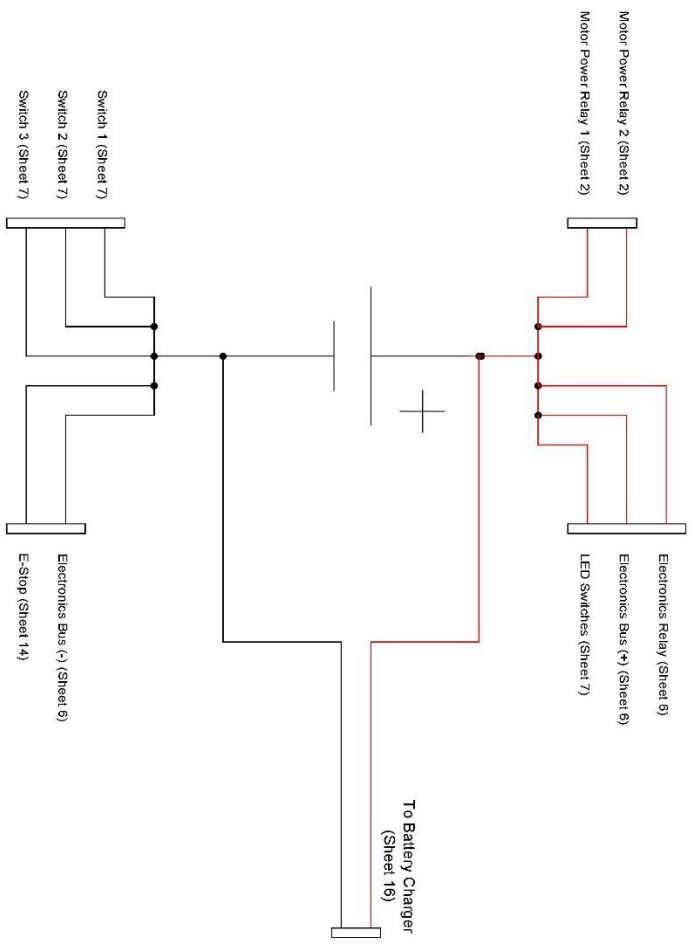 Motor Power Relay 2 (Sheet 2)
Motor Power Relay 1 (Sheet 2)
Electronics Relay (Sheet 6)
Electronics Bus (+) (Sheet 6)
LED Switches (Sheet 7)
To Battery Charger
(Sheet 16)
Switch 1 (Sheet 7)
Switch 2 (Sheet 7)
Switch 3 (Sheet 7)
Electronics Bus (-) (Sheet 6)
E-Stop (Sheet 14)